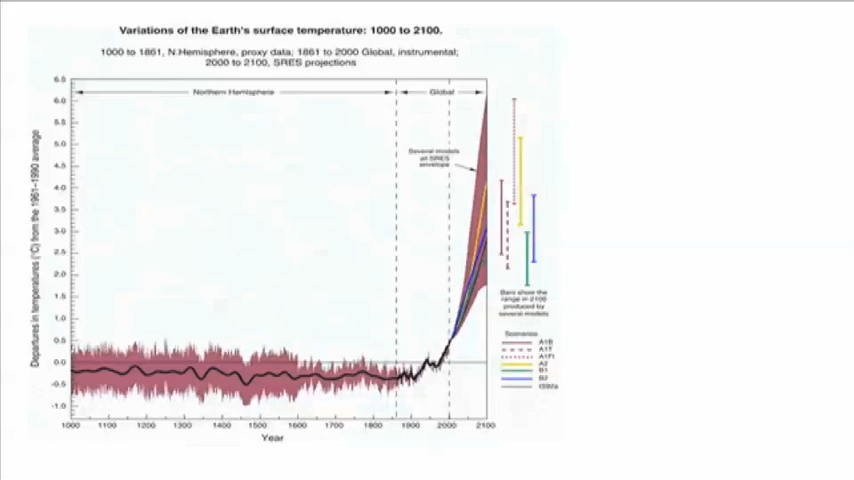 Variations of the Earth's surface temperature: 1000 to 2100.
1000 to 1861, N.Hemisphere, proxy data; 1861 to 2000 Global, instrumental;
2000 to 2100, SRES projections
Departures in temperatures (°C) from the 1961–1990 average
6.5
6.0
5.5
5.0
4.5
4.0
3.5
3.0
2.5
2.0
1.5
1.0
0.5
0.0
-0.5
-1.0
Northern Hemisphere
Global
Several models
all SRES
envelope
1000 1100 1200 1300 1400 1500 1600 1700 1800 1900 2000 2100
Year
Bars show the
range in 2100
produced by
several models
Scenarios
A1B
A1T
A1FI
A2
B1
B2
IS92a